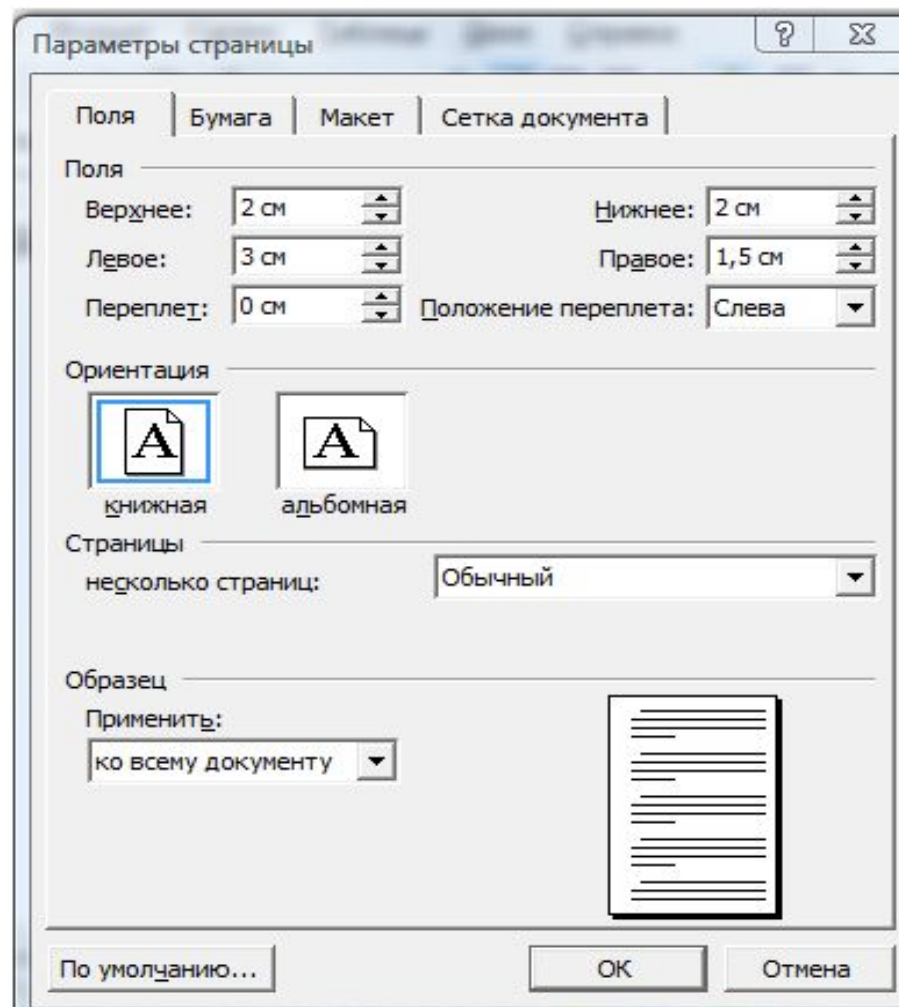 Параметры страницы
Поля Бумага Макет Сетка документа
Поля
Верхнее: 2 см Нижнее: 2 см
Левое: 3 см Правое: 1,5 см
Переплет: 0 см Положение переплета: Слева
Ориентация
A A
книжная альбомная
Страницы
несколько страниц: Обычный
Образец
Применить:
ко всему документу
По умолчанию... ОК Отмена